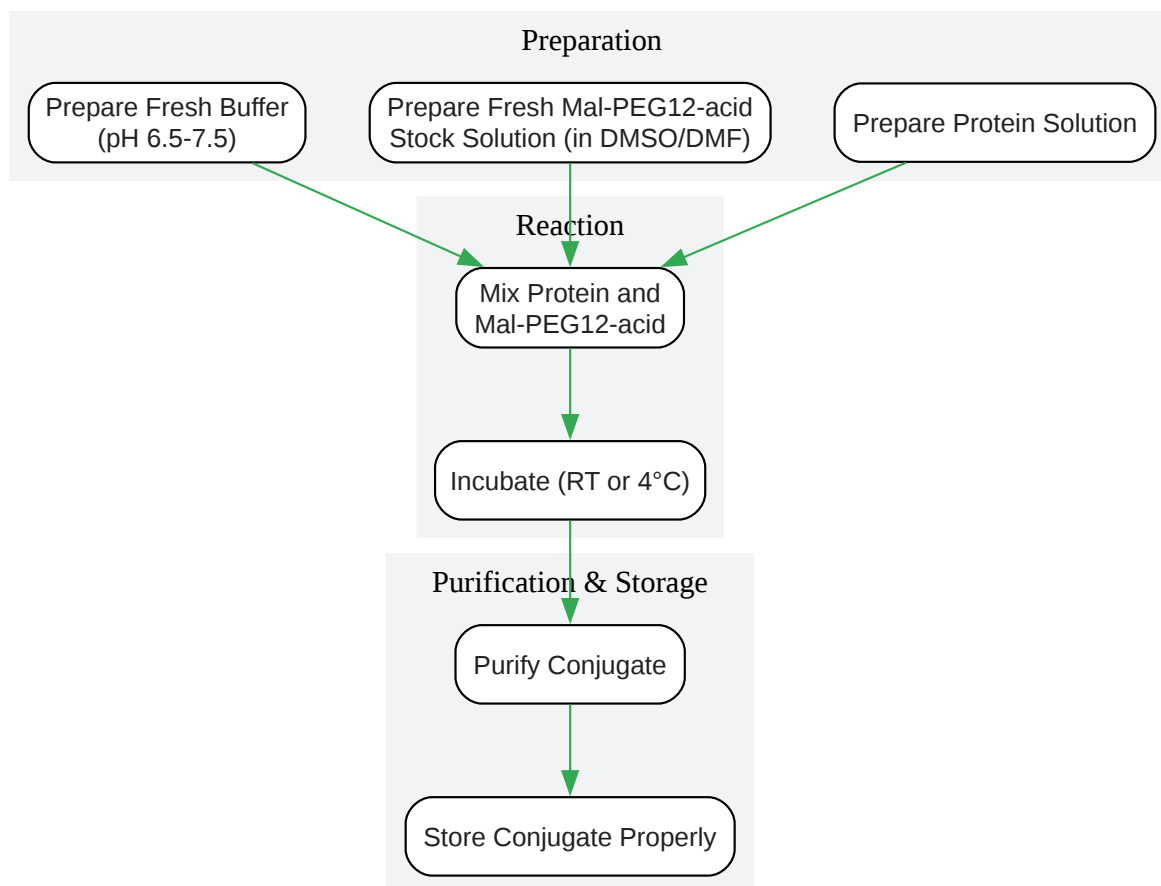 Preparation
Prepare Fresh Buffer
(pH 6.5-7.5)
Prepare Fresh Mal-PEG12-acid
Stock Solution (in DMSO/DMF)
Prepare Protein Solution
Reaction
Mix Protein and
Mal-PEG12-acid
Incubate (RT or 4°C)
Purification & Storage
Purify Conjugate
Store Conjugate Properly